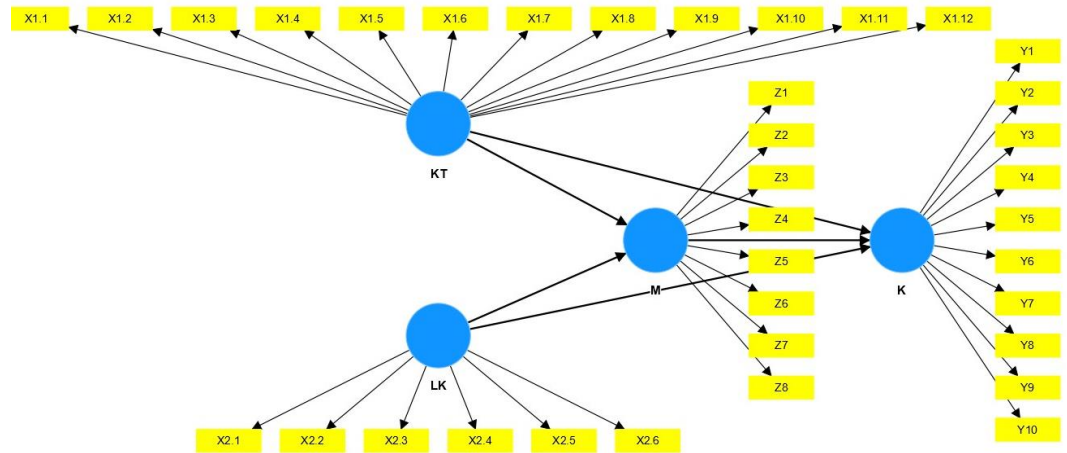 X1.1 X1.2 X1.3 X1.4 X1.5 X1.6 X1.7 X1.8 X1.9 X1.10 X1.11 X1.12
KT
LK
X2.1 X2.2 X2.3 X2.4 X2.5 X2.6
M
Z1
Z2
Z3
Z4
Z5
Z6
Z7
Z8
K
Y1
Y2
Y3
Y4
Y5
Y6
Y7
Y8
Y9
Y10